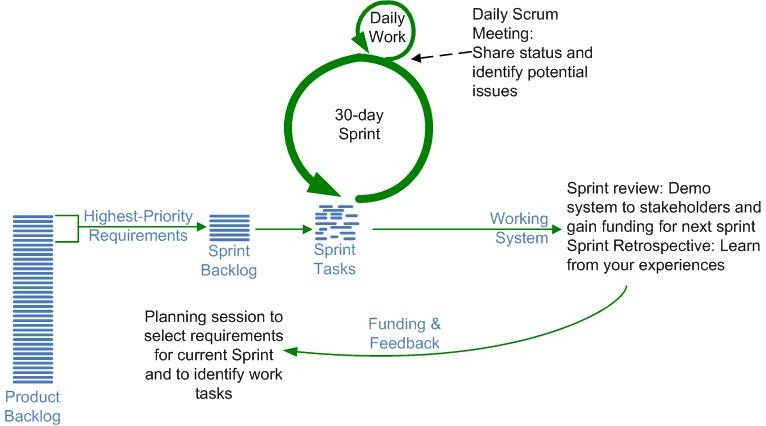 Daily
Work
Daily Scrum
Meeting:
Share status and
identify potential
issues
30-day
Sprint
Highest-Priority
Requirements
Sprint
Backlog
Sprint
Tasks
Working
System
Sprint review: Demo
system to stakeholders and
gain funding for next sprint
Sprint Retrospective: Learn
from your experiences
Planning session to
select requirements
for current Sprint
and to identify work
tasks
Funding &
Feedback
Product
Backlog